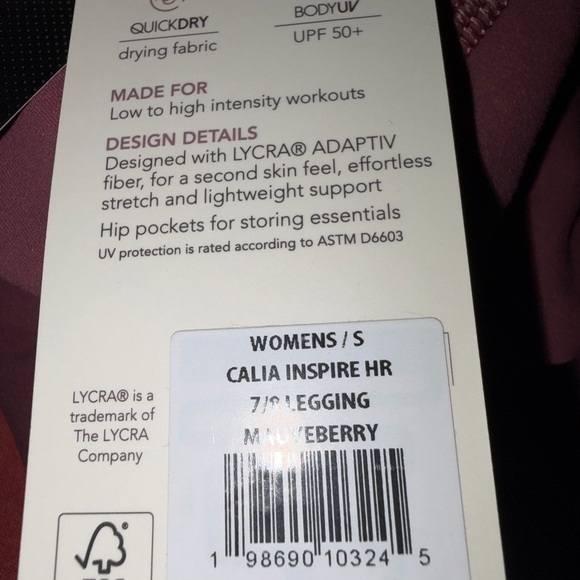 QUICKDRY
drying fabric
BODYUV
UPF 50+
MADE FOR
Low to high intensity workouts
DESIGN DETAILS
Designed with LYCRA® ADAPTIV
fiber, for a second skin feel, effortless
stretch and lightweight support
Hip pockets for storing essentials
UV protection is rated according to ASTM D6603
WOMENS / S
CALIA INSPIRE HR
7/8 LEGGING
MAUVEBERRY
LYCRA® is a
trademark of
The LYCRA
Company
1 98690 10324 5